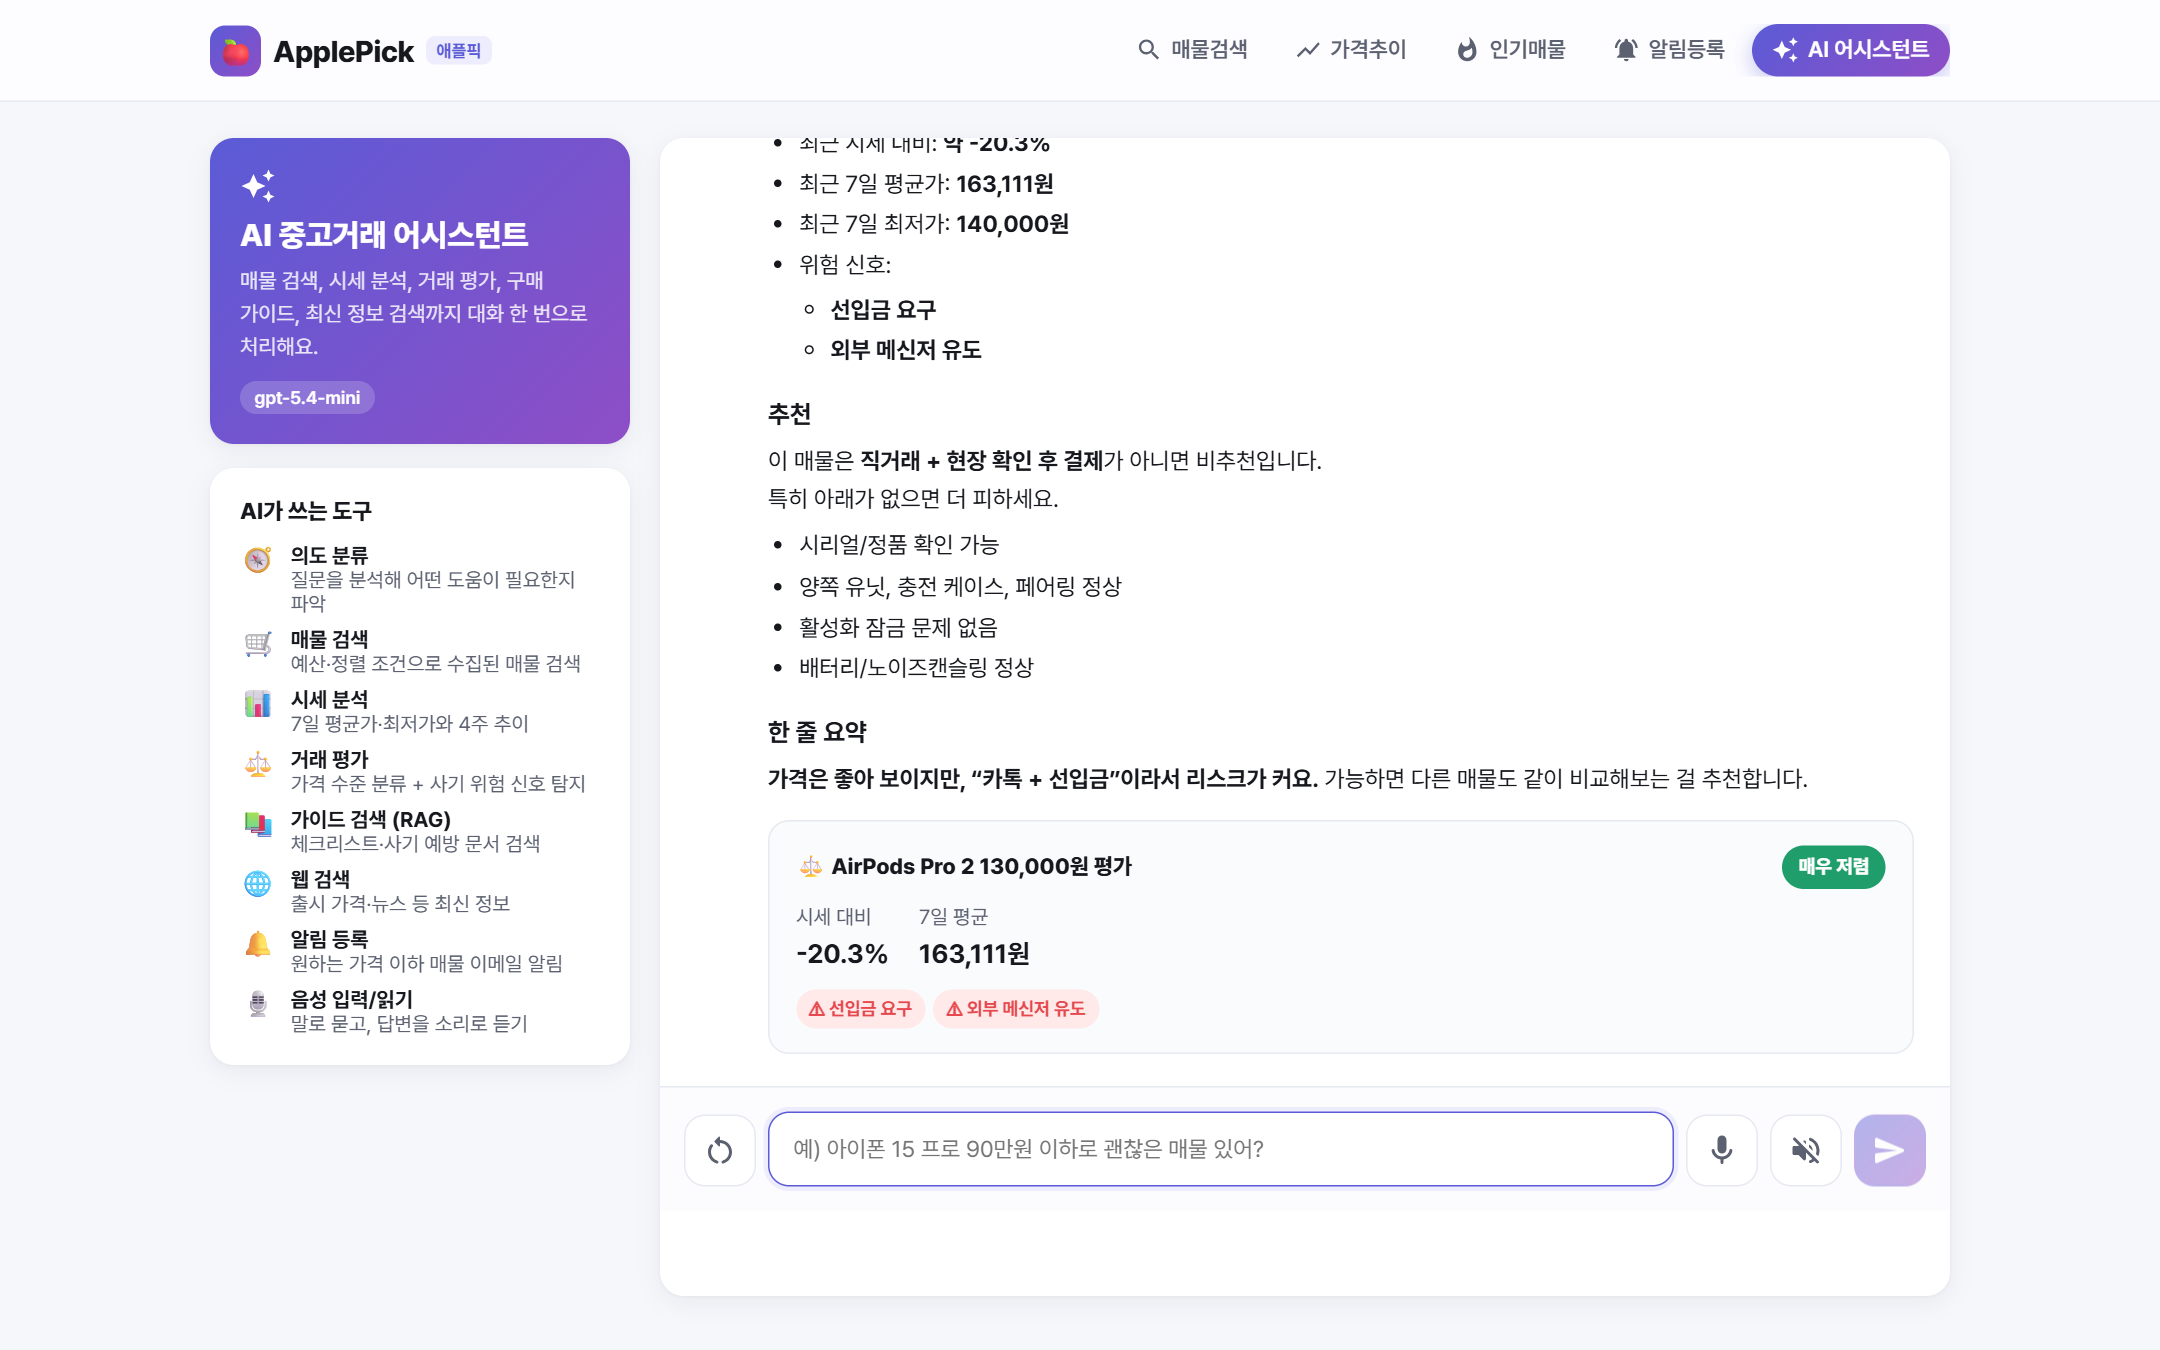 ApplePick 애플픽
매물검색
가격추이
인기매물
알림등록
AI 어시스턴트
AI 중고거래 어시스턴트
매물 검색, 시세 분석, 거래 평가, 구매
가이드, 최신 정보 검색까지 대화 한 번으로
처리해요.
gpt-5.4-mini
AI가 쓰는 도구
의도 분류
질문을 분석해 어떤 도움이 필요한지
파악
매물 검색
예산·정렬 조건으로 수집된 매물 검색
시세 분석
7일 평균가·최저가와 4주 추이
거래 평가
가격 수준 분류 + 사기 위험 신호 탐지
가이드 검색 (RAG)
체크리스트·사기 예방 문서 검색
웹 검색
출시 가격·뉴스 등 최신 정보
알림 등록
원하는 가격 이하 매물 이메일 알림
음성 입력/읽기
말로 묻고, 답변을 소리로 듣기
최근 시세 대비: 약 -20.3%
최근 7일 평균가: 163,111원
최근 7일 최저가: 140,000원
위험 신호:
선입금 요구
외부 메신저 유도
추천
이 매물은 직거래 + 현장 확인 후 결제가 아니면 비추천입니다.
특히 아래가 없으면 더 피하세요.
시리얼/정품 확인 가능
양쪽 유닛, 충전 케이스, 페어링 정상
활성화 잠금 문제 없음
배터리/노이즈캔슬링 정상
한 줄 요약
가격은 좋아 보이지만, “카톡 + 선입금”이라서 리스크가 커요. 가능하면 다른 매물도 같이 비교해보는 걸 추천합니다.
AirPods Pro 2 130,000원 평가
매우 저렴
시세 대비
7일 평균
-20.3%
163,111원
⚠ 선입금 요구
⚠ 외부 메신저 유도
예) 아이폰 15 프로 90만원 이하로 괜찮은 매물 있어?